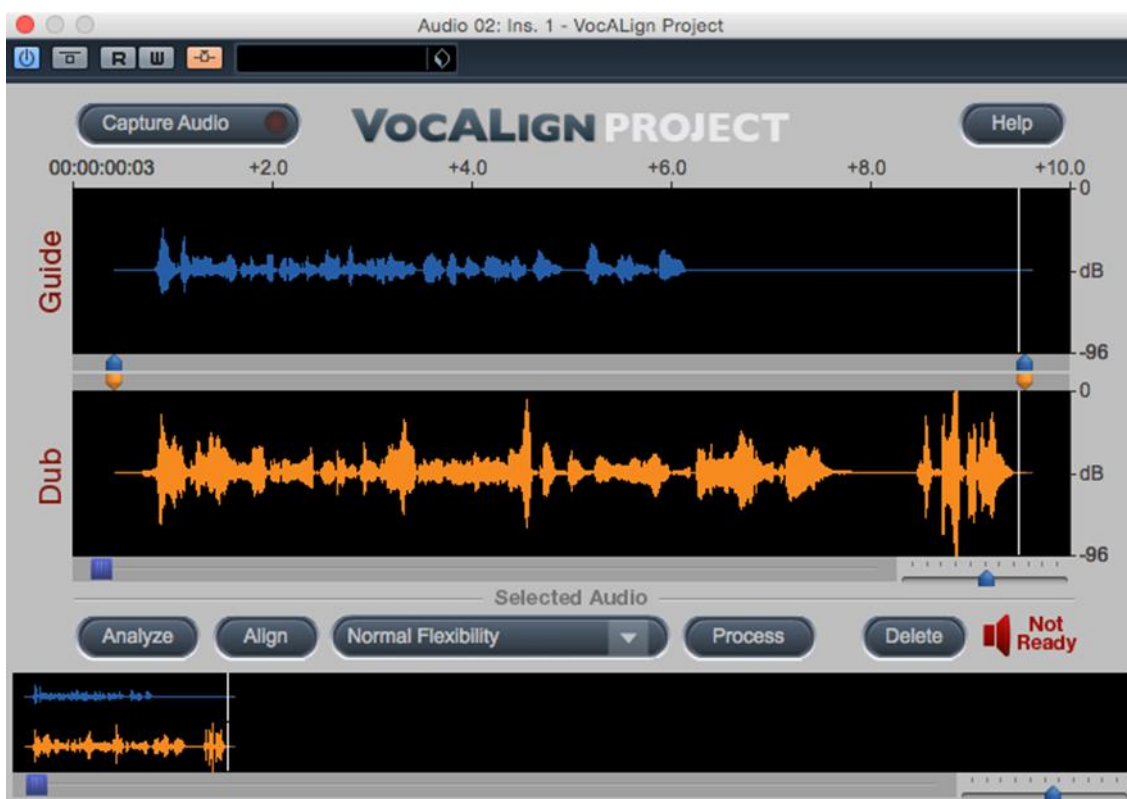 Audio 02: Ins. 1 - VocALign Project
R W
Capture Audio VOCALIGN PROJECT Help
00:00:00:03 +2.0 +4.0 +6.0 +8.0 +10.0
0
Guide
dB
-96
0
Dub
dB
-96
Selected Audio
Analyze Align Normal Flexibility Process Delete Not Ready